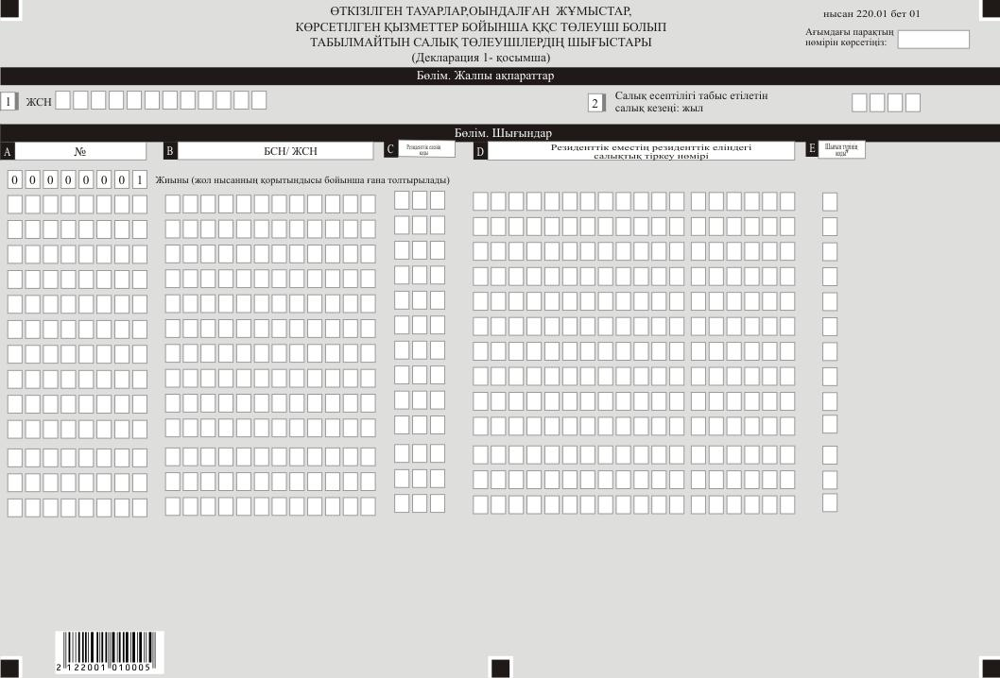 ӨТКІЗІЛГЕН ТАУАРЛАР,ОЫНДАЛҒАН ЖҰМЫСТАР,
КӨРСЕТІЛГЕН ҚЫЗМЕТТЕР БОЙЫНША ҚҚС ТӨЛЕУШІ БОЛЫП
ТАБЫЛМАЙТЫН САЛЫҚ ТӨЛЕУШІЛЕРДІҢ ШЫҒЫСТАРЫ
(Декларация 1- қосымша)
нысан 220.01 бет 01
Ағымдағы парақтың
нөмірін көрсетіңіз:
Бөлім. Жалпы ақпараттар
1 ЖСН
2 Салық есептілігі табыс етілетін
салық кезеңі: жыл
Бөлім. Шығындар
A №
B БСН/ ЖСН
C Резиденттік елінің
коды
D Резиденттік еместің резиденттік еліндегі
салықтық тіркеу нөмірі
E Шығын түрінің
коды*
0 0 0 0 0 0 0 1 Жиыны (жол нысанның қорытындысы бойынша ғана толтырылады)
2 122001 010005